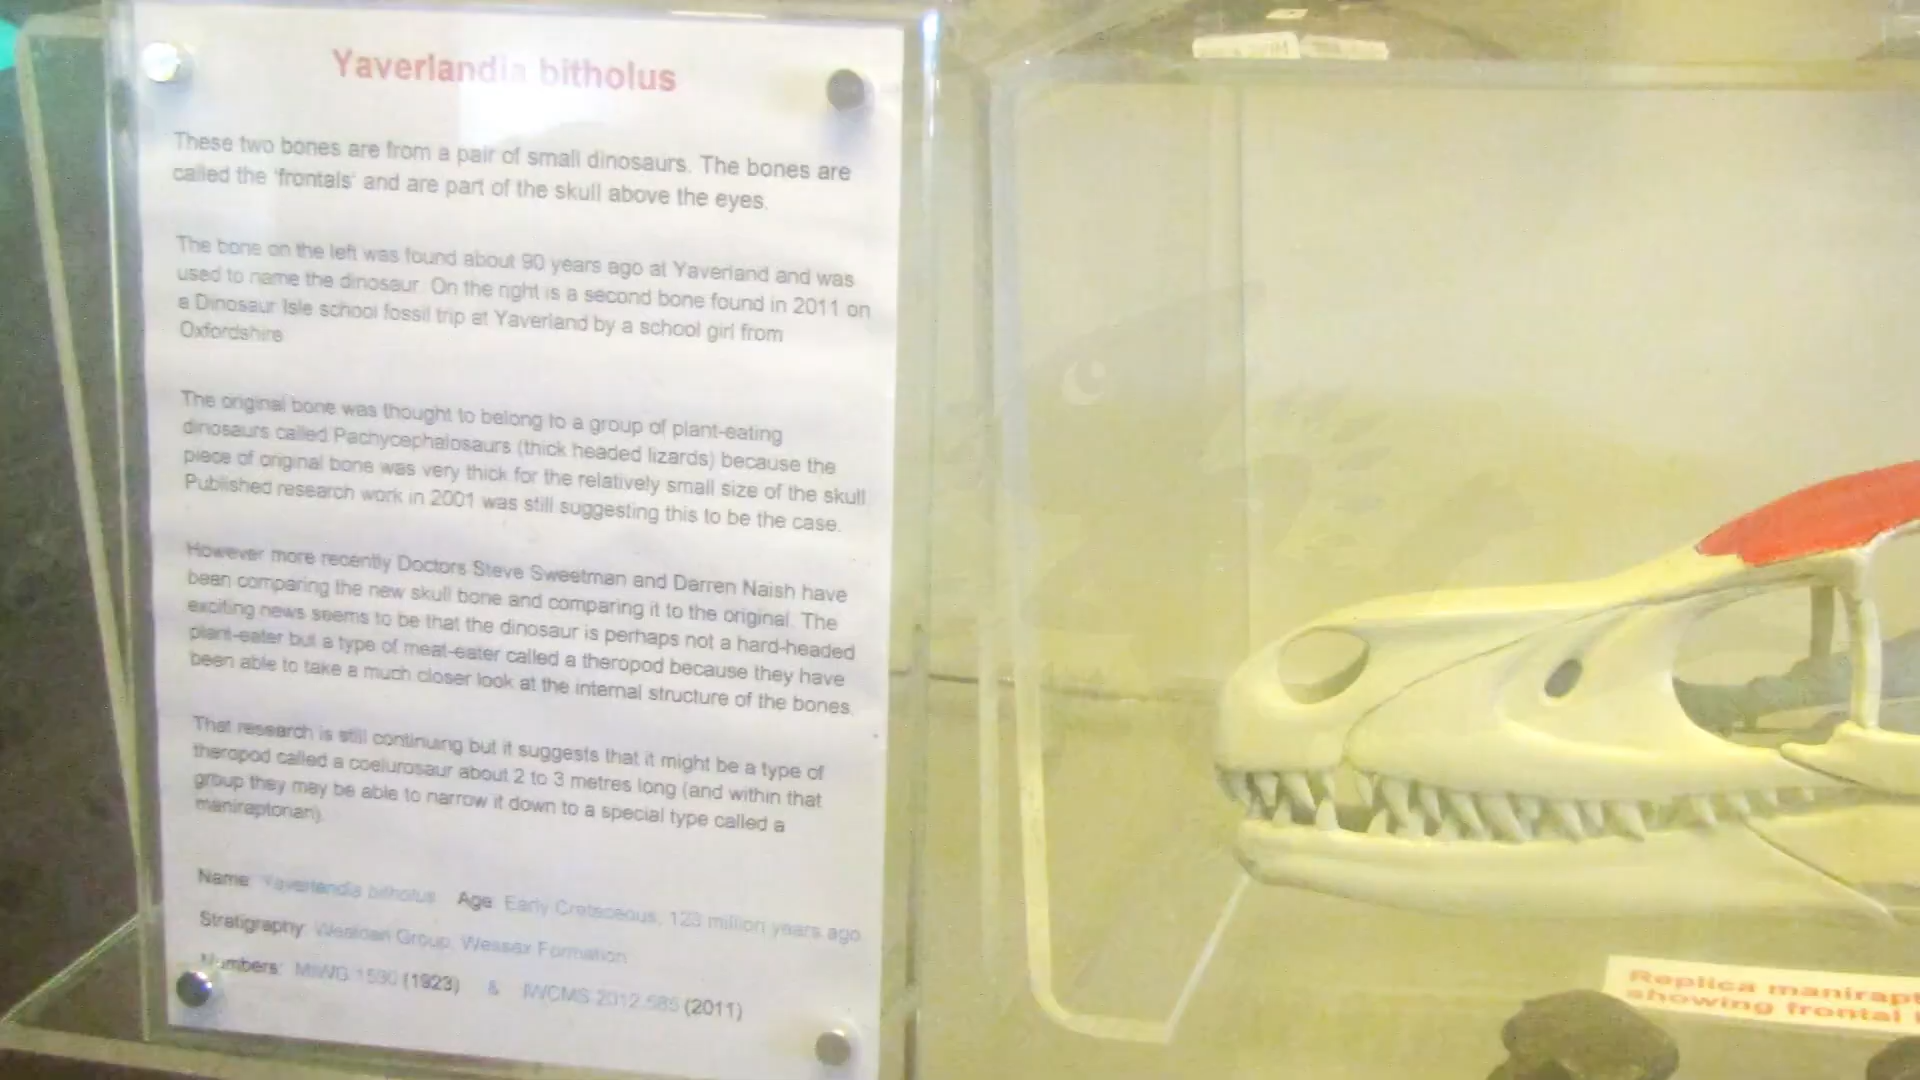 Yaverlandia bitholus
These two bones are from a pair of small dinosaurs. The bones are
called the 'frontals' and are part of the skull above the eyes.
The bone on the left was found about 90 years ago at Yaverland and was
used to name the dinosaur. On the right is a second bone found in 2011 on
a Dinosaur Isle school fossil trip at Yaverland by a school girl from
Oxfordshire
The original bone was thought to belong to a group of plant-eating
dinosaurs called Pachycephalosaurs (thick headed lizards) because the
piece of original bone was very thick for the relatively small size of the skull.
Published research work in 2001 was still suggesting this to be the case.
However more recently Doctors Steve Sweetman and Darren Naish have
been comparing the new skull bone and comparing it to the original. The
exciting news seems to be that the dinosaur is perhaps not a hard-headed
plant-eater but a type of meat-eater called a theropod because they have
been able to take a much closer look at the internal structure of the bones.
That research is still continuing but it suggests that it might be a type of
theropod called a coelurosaur about 2 to 3 metres long (and within that
group they may be able to narrow it down to a special type called a
maniraptoran).
Name: Yaverlandia bitholus Age: Early Cretaceous, 123 million years ago
Stratigraphy: Wealden Group, Wessex Formation
Numbers: MIWG 1530 (1923) & IWCMS 2012.585 (2011)
Replica manirapt
showing frontal